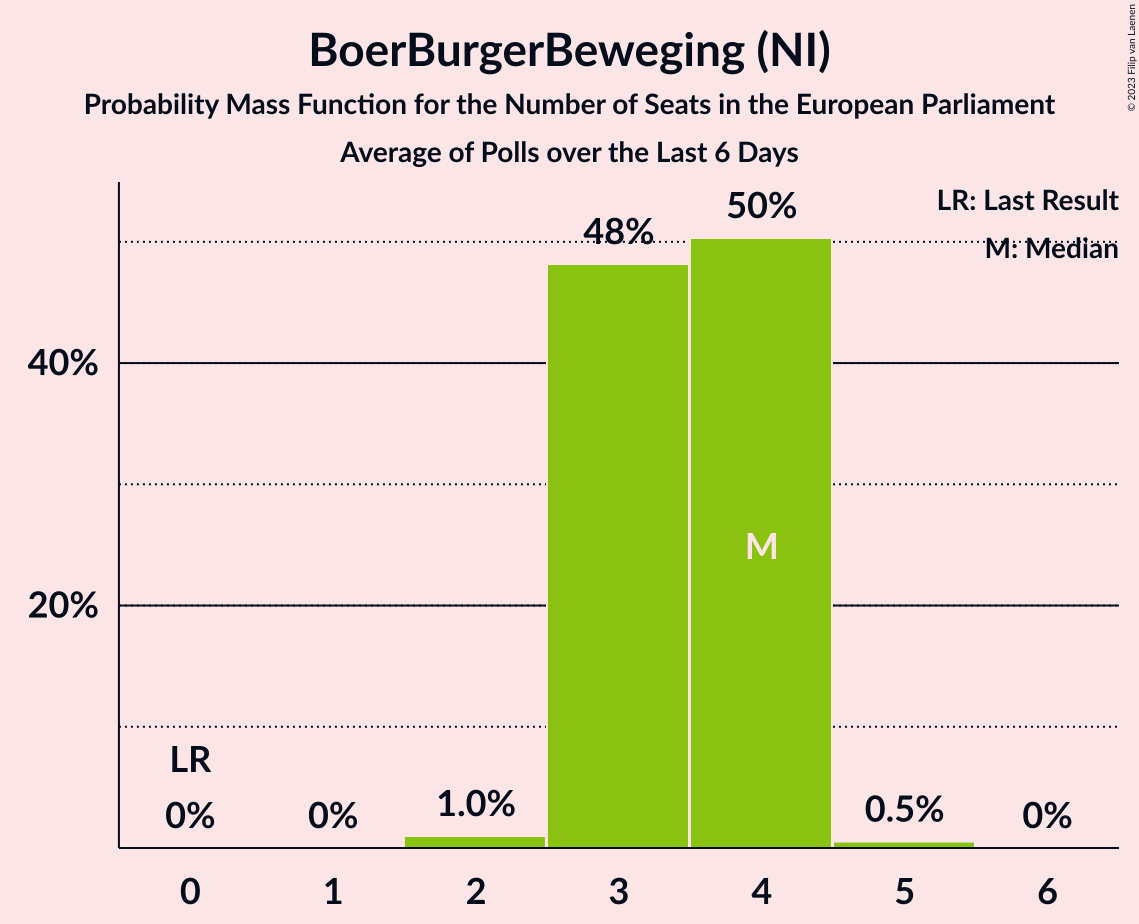 BoerBurgerBeweging (NI)
Probability Mass Function for the Number of Seats in the European Parliament
Average of Polls over the Last 6 Days
© 2023 Filip van Laenen
LR: Last Result
M: Median
50%
48%
40%
M
20%
LR
0%
0%
1.0%
0.5%
0%
0
1
2
3
4
5
6